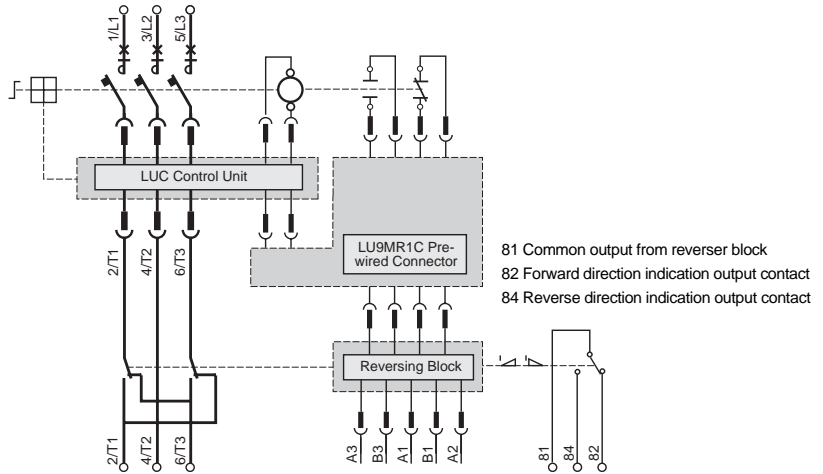 1/L1
3/L2
5/L3
LUC Control Unit
2/T1
4/T2
6/T3
LU9MR1C Pre-
wired Connector
81 Common output from reverser block
82 Forward direction indication output contact
84 Reverse direction indication output contact
Reversing Block
2/T1
4/T2
6/T3
A3
B3
A1
B1
A2
81
84
82